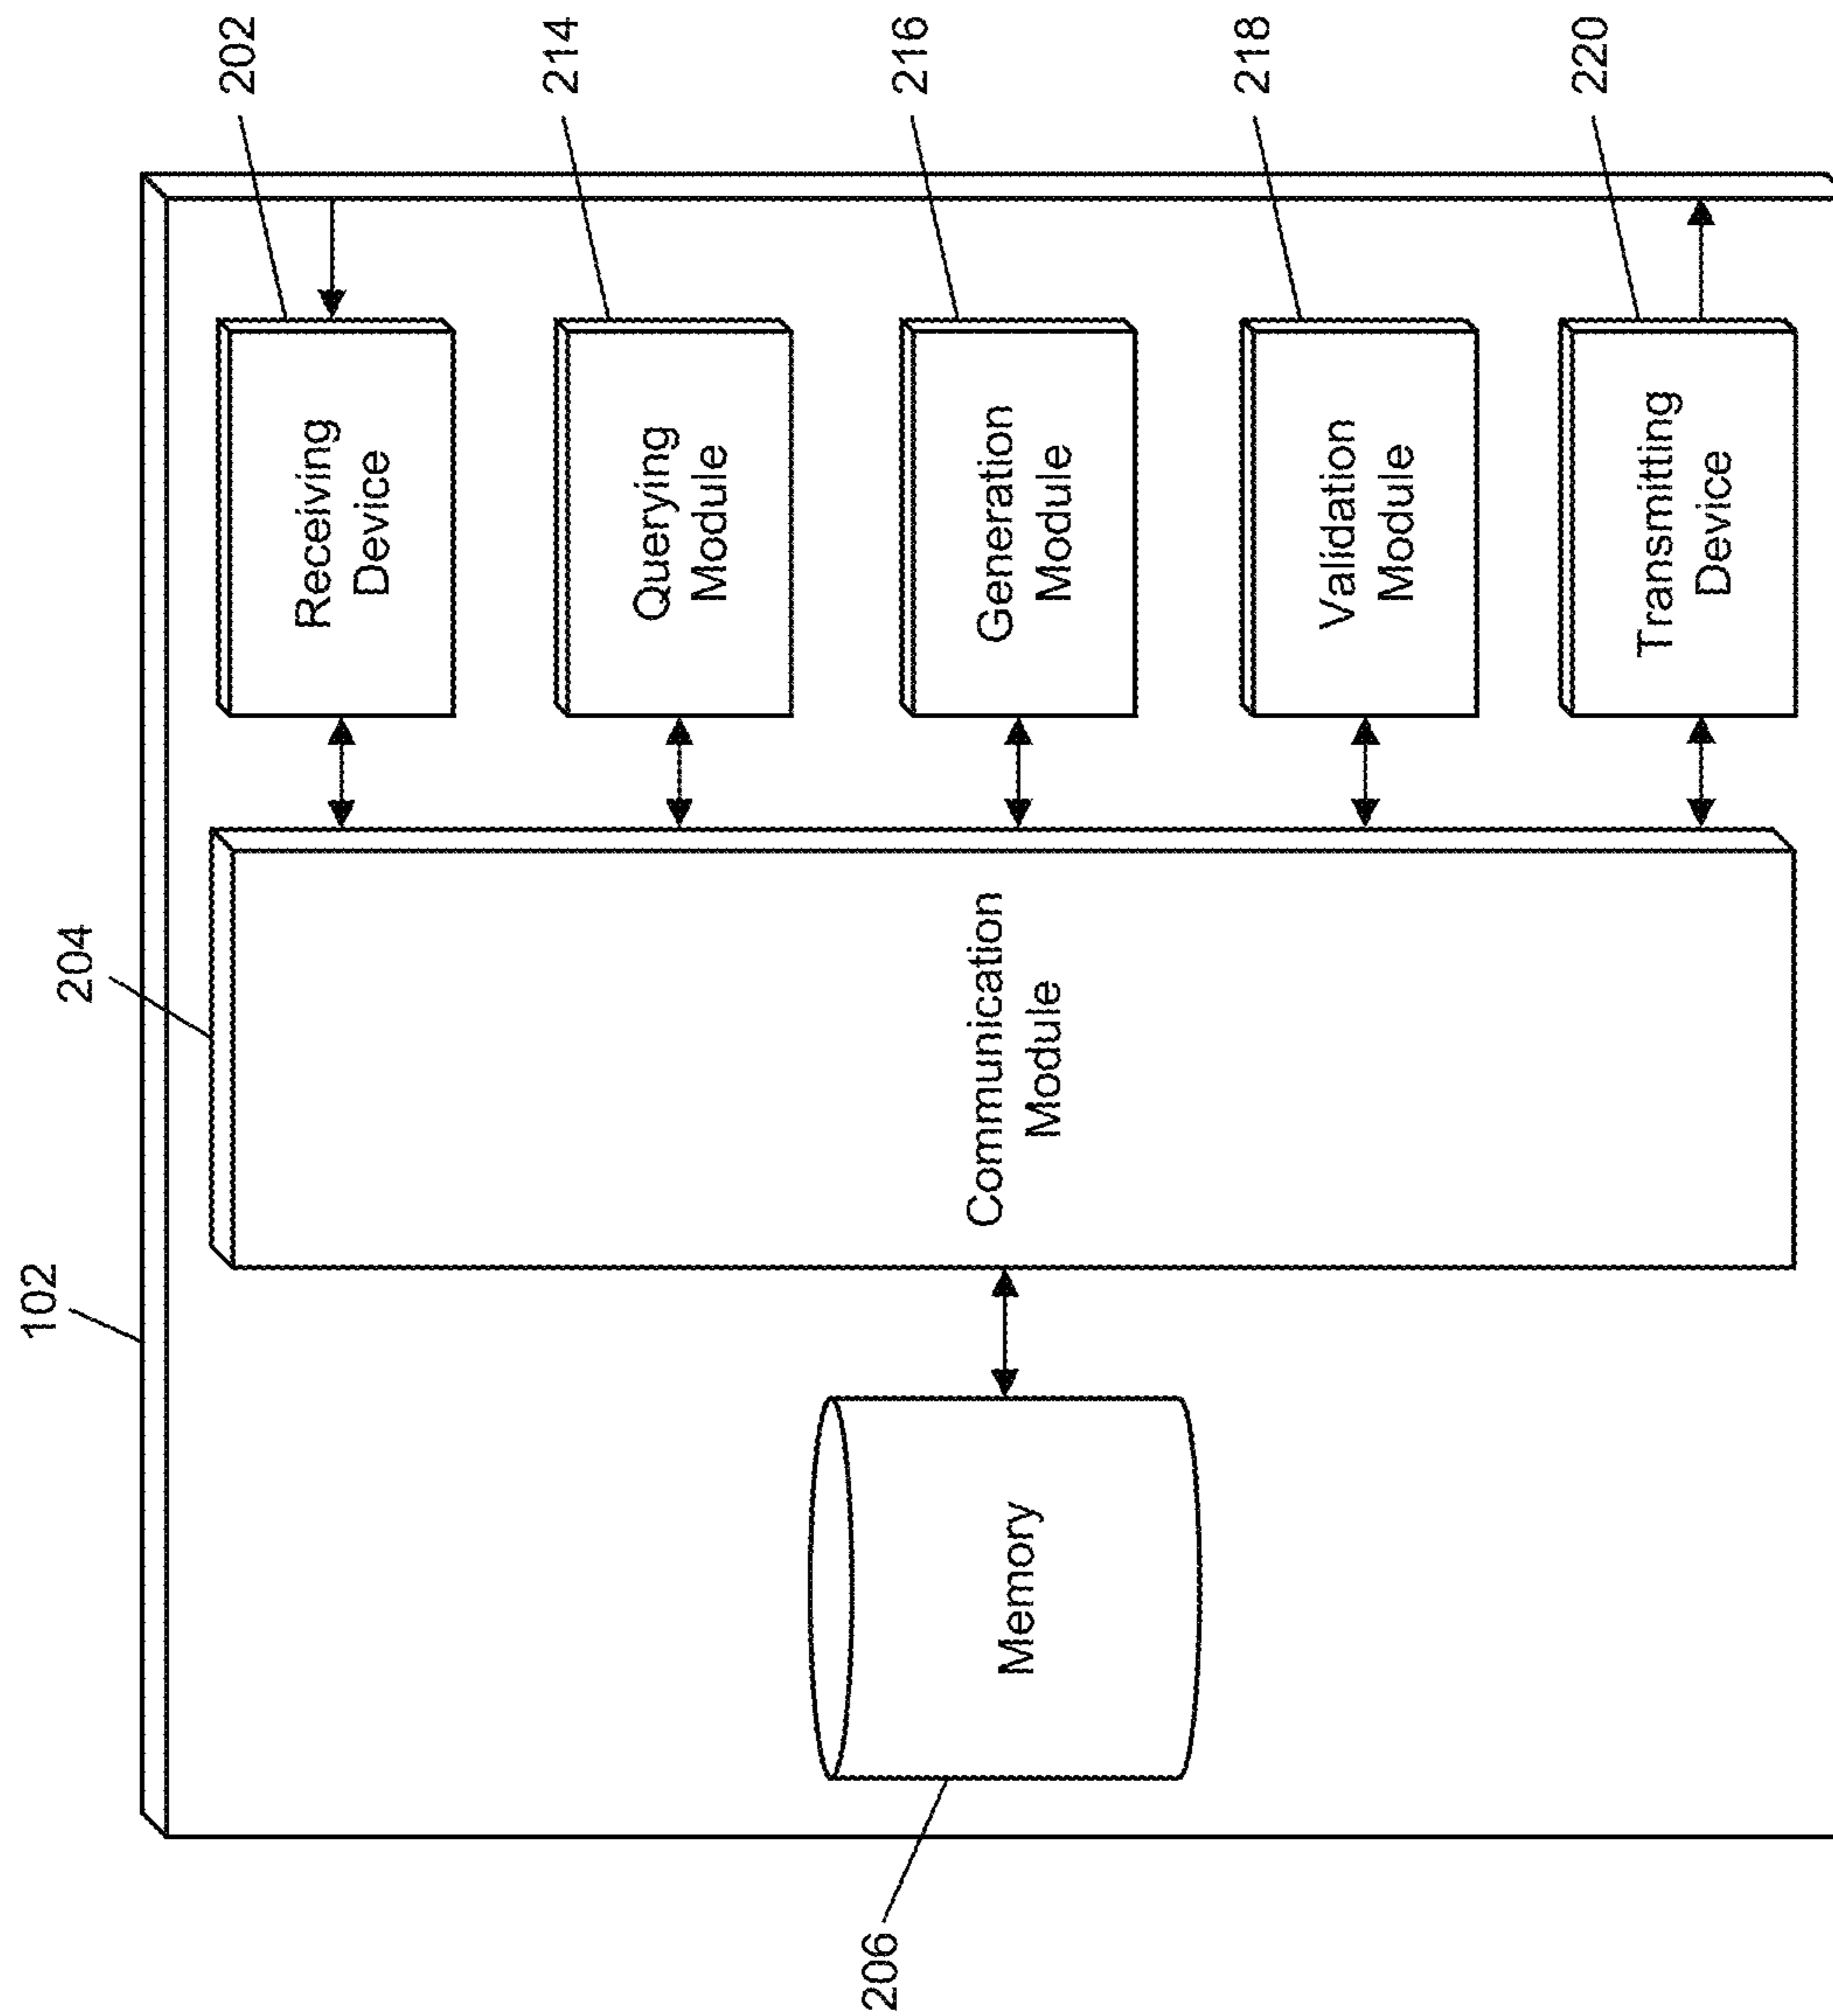 102
204
202
Receiving
Device
214
Querying
Module
216
Generation
Module
218
Validation
Module
220
Transmitting
Device
Communication
Module
Memory
206